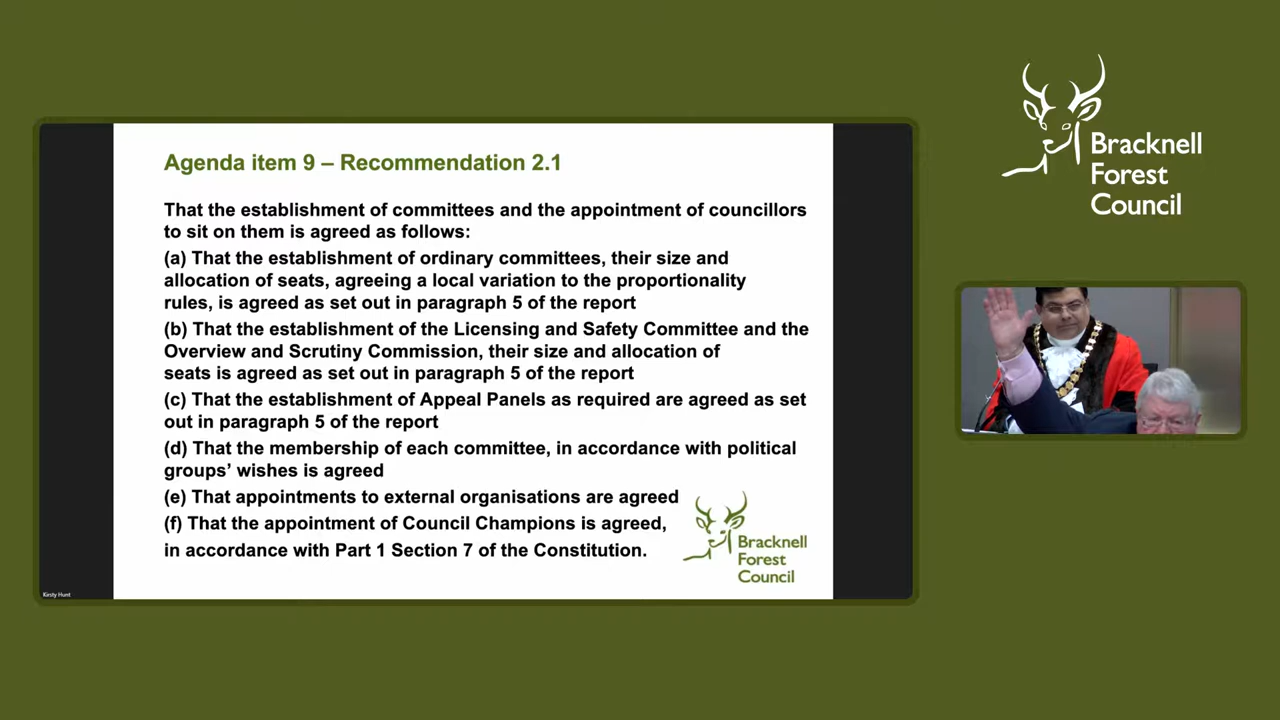 Agenda item 9 – Recommendation 2.1
That the establishment of committees and the appointment of councillors
to sit on them is agreed as follows:
(a) That the establishment of ordinary committees, their size and
allocation of seats, agreeing a local variation to the proportionality
rules, is agreed as set out in paragraph 5 of the report
(b) That the establishment of the Licensing and Safety Committee and the
Overview and Scrutiny Commission, their size and allocation of
seats is agreed as set out in paragraph 5 of the report
(c) That the establishment of Appeal Panels as required are agreed as set
out in paragraph 5 of the report
(d) That the membership of each committee, in accordance with political
groups’ wishes is agreed
(e) That appointments to external organisations are agreed
(f) That the appointment of Council Champions is agreed,
in accordance with Part 1 Section 7 of the Constitution.
Bracknell
Forest
Council
Kirsty Hunt
Bracknell
Forest
Council